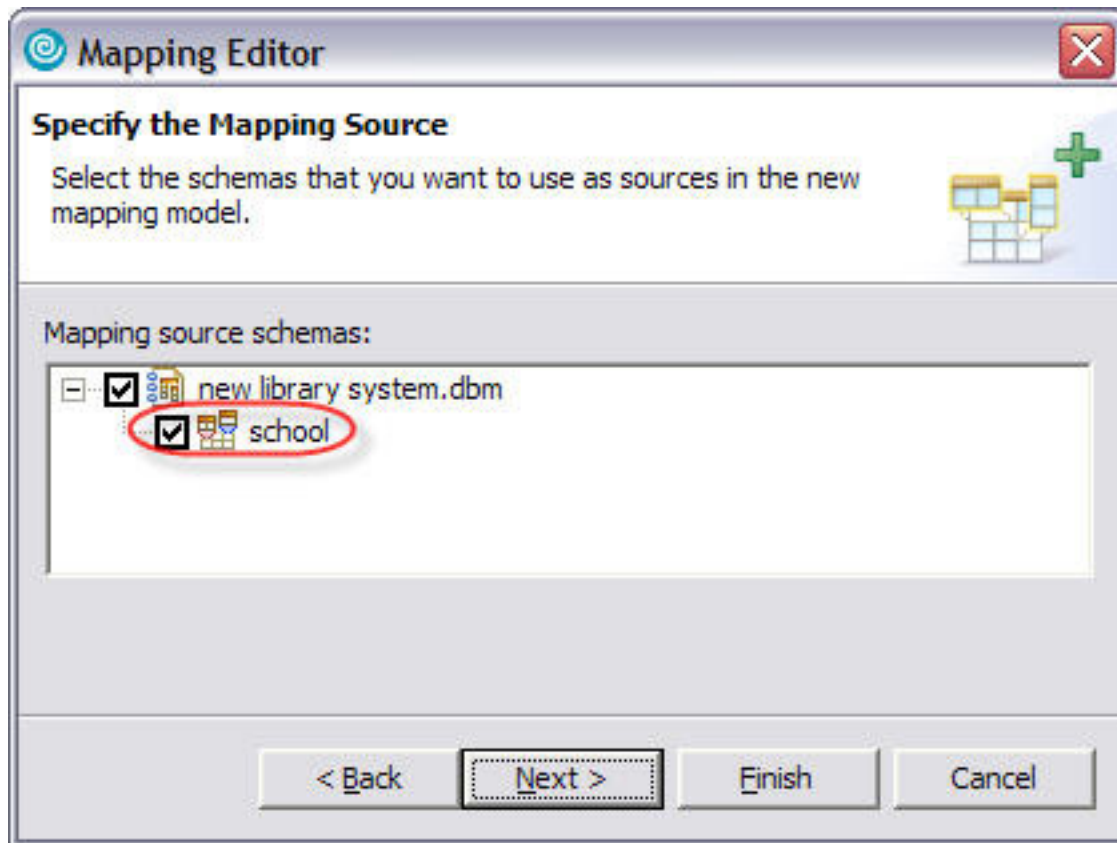 Mapping Editor
Specify the Mapping Source
Select the schemas that you want to use as sources in the new
mapping model.
Mapping source schemas:
new library system.dbm
school
< Back Next > Finish Cancel